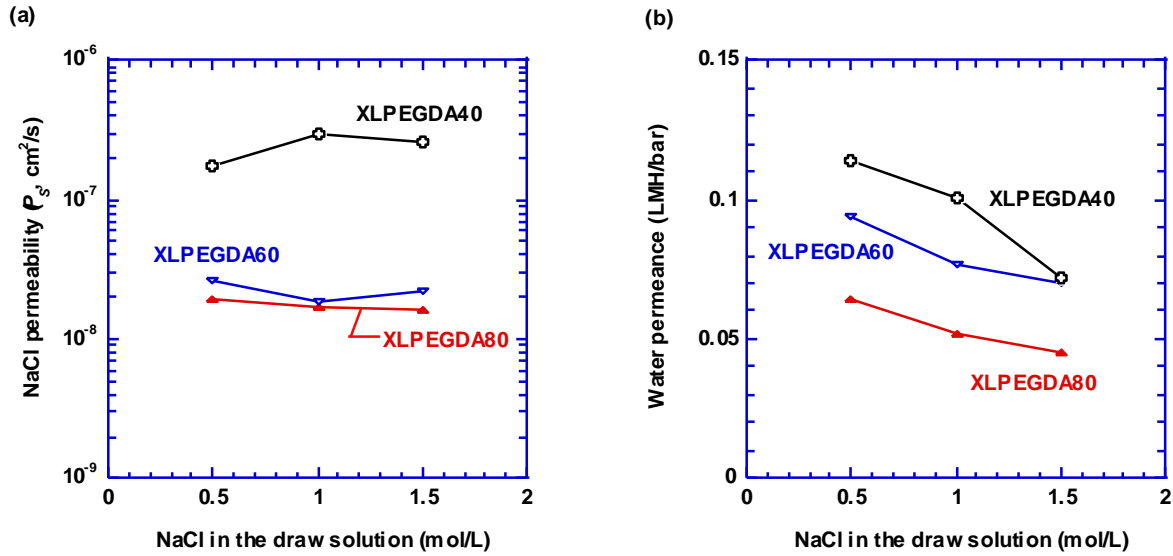 (a)
NaCl permeability (P_S, cm²/s)
10⁻⁶
10⁻⁷
10⁻⁸
10⁻⁹
XLPEGDA40
XLPEGDA60
XLPEGDA80
0 0.5 1 1.5 2
NaCl in the draw solution (mol/L)
(b)
Water permeance (LMH/bar)
0.15
0.1
0.05
0
XLPEGDA40
XLPEGDA60
XLPEGDA80
0 0.5 1 1.5 2
NaCl in the draw solution (mol/L)